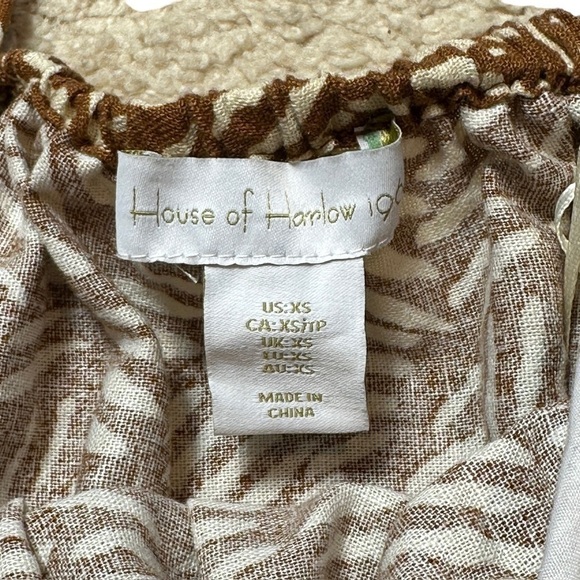 House of Harlow 19
US:XS
CA:XS/TP
UK:XS
EU:XS
AU:XS
MADE IN
CHINA